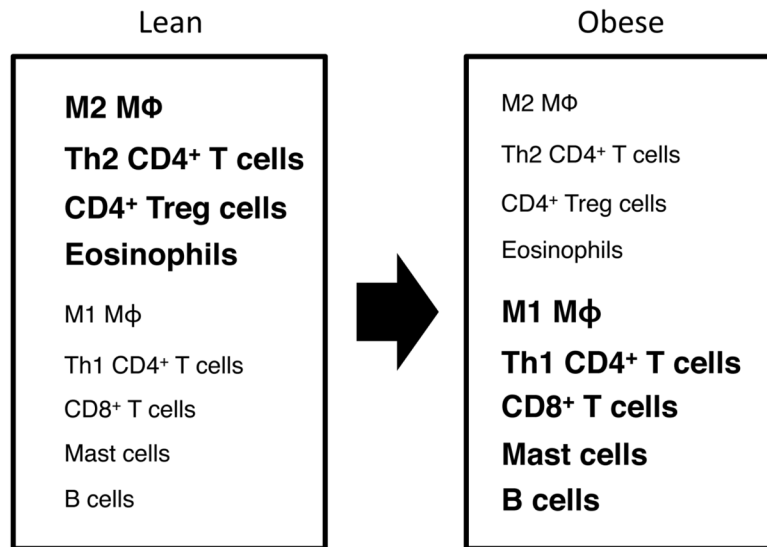 Lean
M2 MΦ
Th2 CD4⁺ T cells
CD4⁺ Treg cells
Eosinophils
M1 Mϕ
Th1 CD4⁺ T cells
CD8⁺ T cells
Mast cells
B cells
Obese
M2 MΦ
Th2 CD4⁺ T cells
CD4⁺ Treg cells
Eosinophils
M1 Mϕ
Th1 CD4⁺ T cells
CD8⁺ T cells
Mast cells
B cells